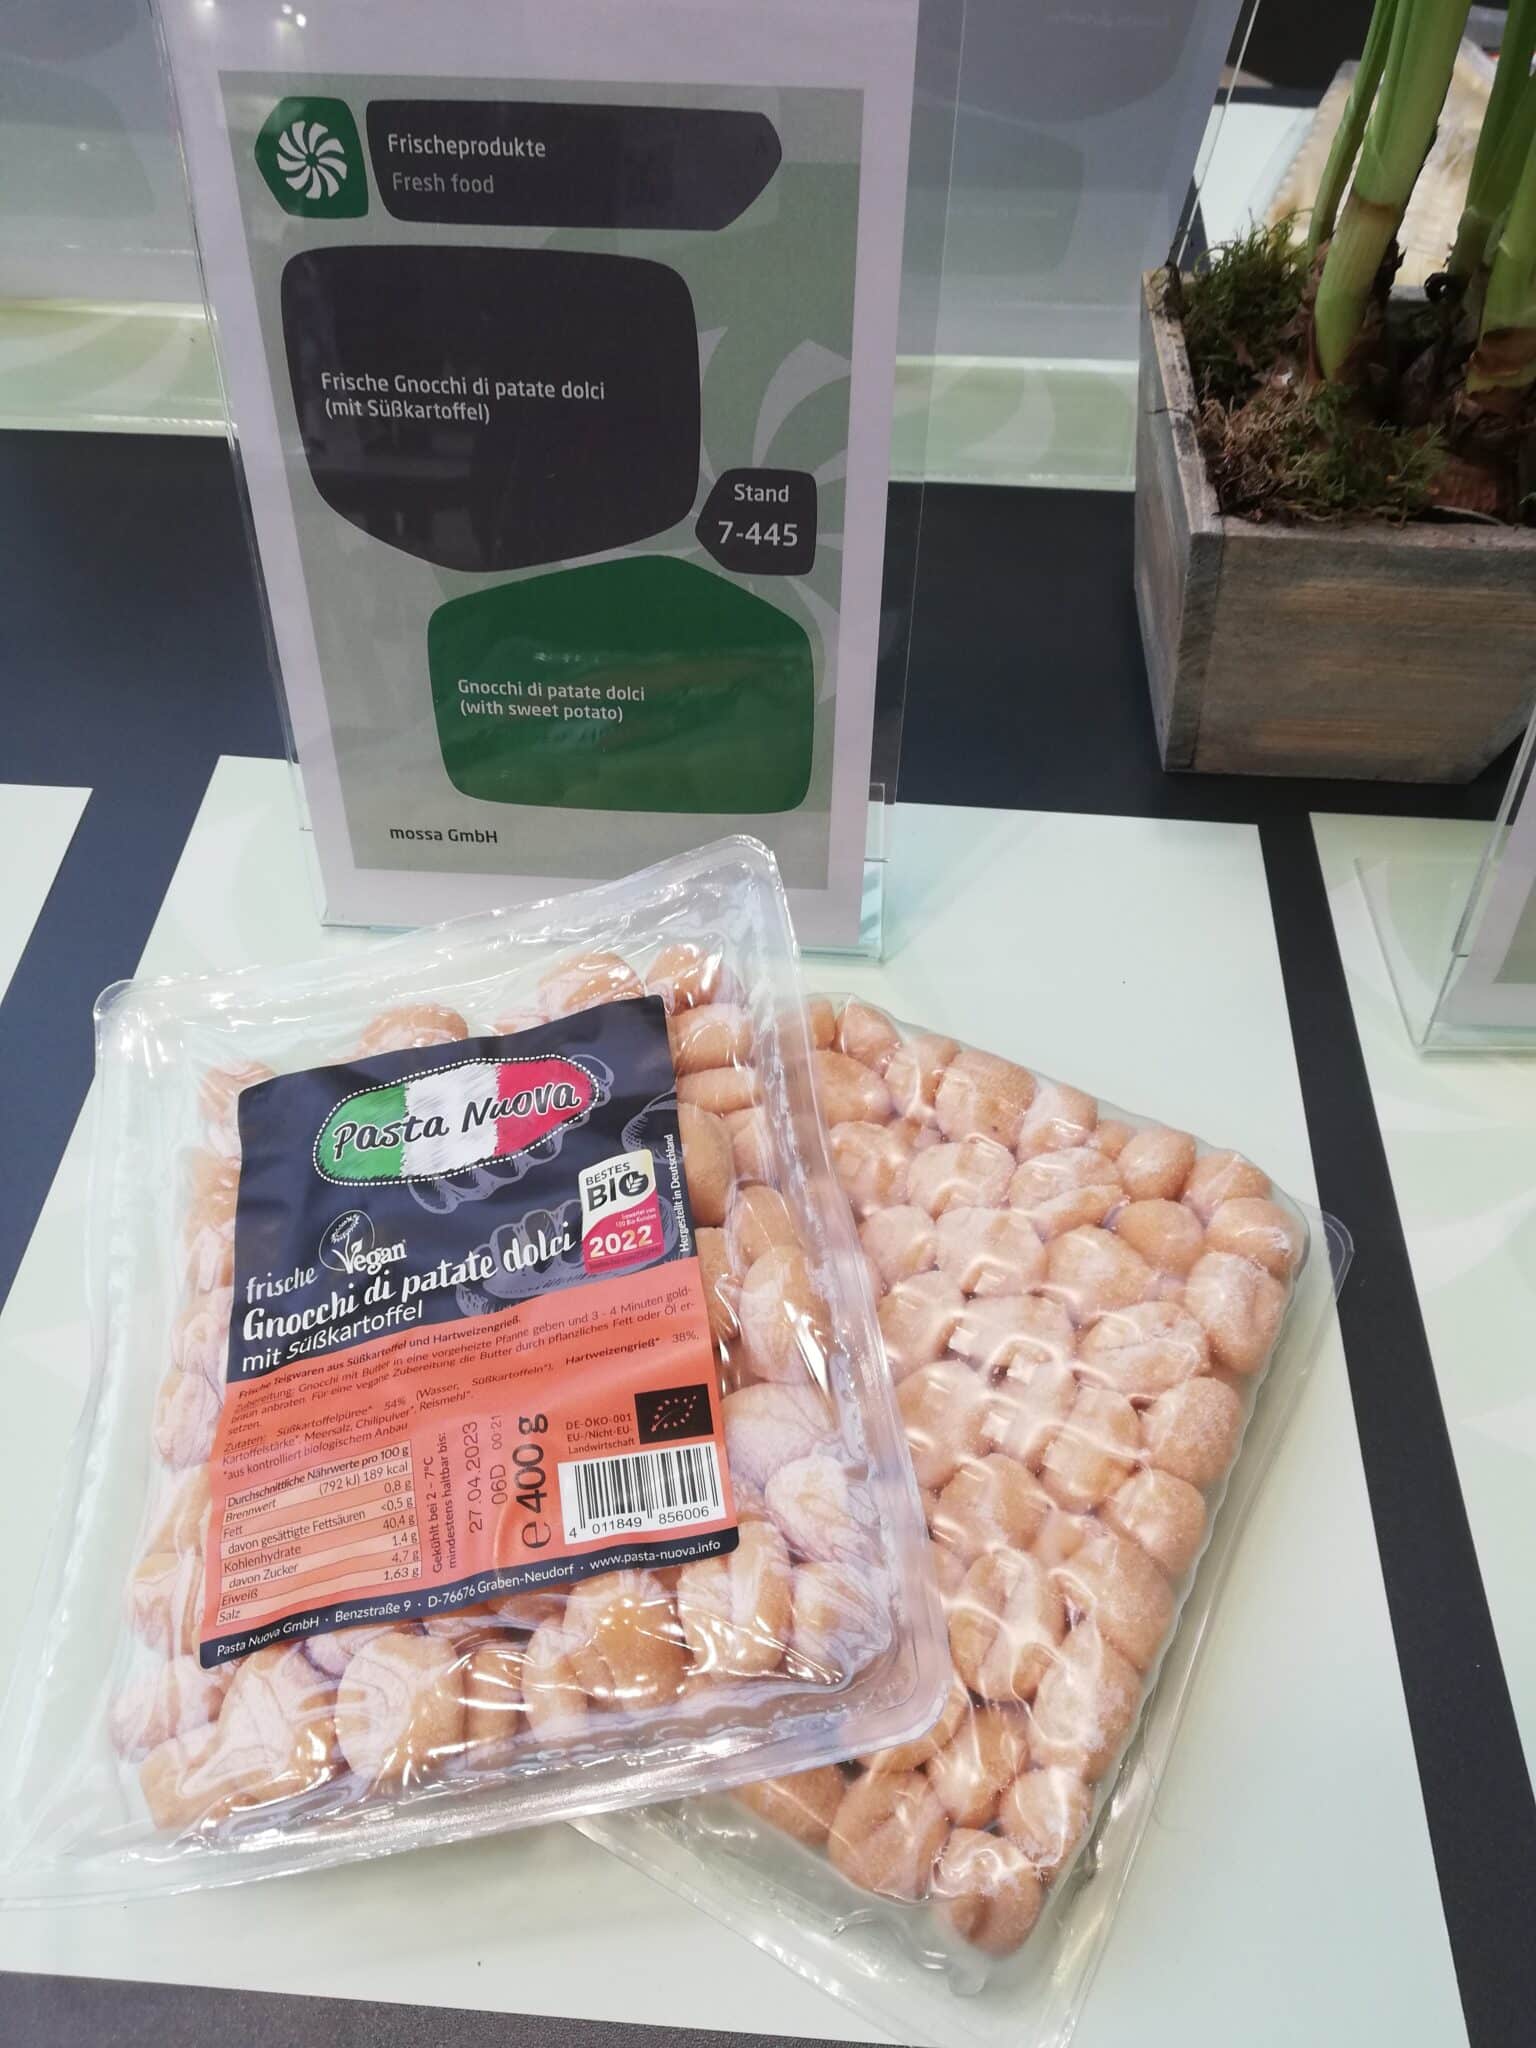 Frischeprodukte
Fresh food
Frische Gnocchi di patate dolci
(mit Süßkartoffel)
Stand
7-445
Gnocchi di patate dolci
(with sweet potato)
mossa GmbH
Pasta Nuova
BESTES
BIO
2022
Hergestellt in Deutschland
Vegan
frische
Gnocchi di patate dolci
mit Süßkartoffel
Frische Teigwaren aus Süßkartoffel und Hartweizengrieß.
Zubereitung: Gnocchi mit Butter in eine vorgeheizte Pfanne geben und 3 - 4 Minuten gold-
braun anbraten. Für eine vegane Zubereitung die Butter durch pflanzliches Fett oder Öl er-
setzen.
Zutaten: Süßkartoffelpüree* 54% (Wasser, Süßkartoffeln*), Hartweizengrieß* 38%,
Kartoffelstärke*, Meersalz, Chilipulver*, Reismehl*.
*aus kontrolliert biologischem Anbau
Durchschnittliche Nährwerte pro 100 g
Brennwert (792 kJ) 189 kcal
Fett 0,8 g
davon gesättigte Fettsäuren <0,5 g
Kohlenhydrate 40,4 g
davon Zucker 1,4 g
Eiweiß 4,7 g
Salz 1,63 g
Gekühlt bei 2 - 7°C
mindestens haltbar bis:
27.04.2023
06D 00:21
e 400 g
DE-ÖKO-001
EU-/Nicht-EU-
Landwirtschaft
4 011849 856006
Pasta Nuova GmbH · Benzstraße 9 · D-76676 Graben-Neudorf · www.pasta-nuova.info